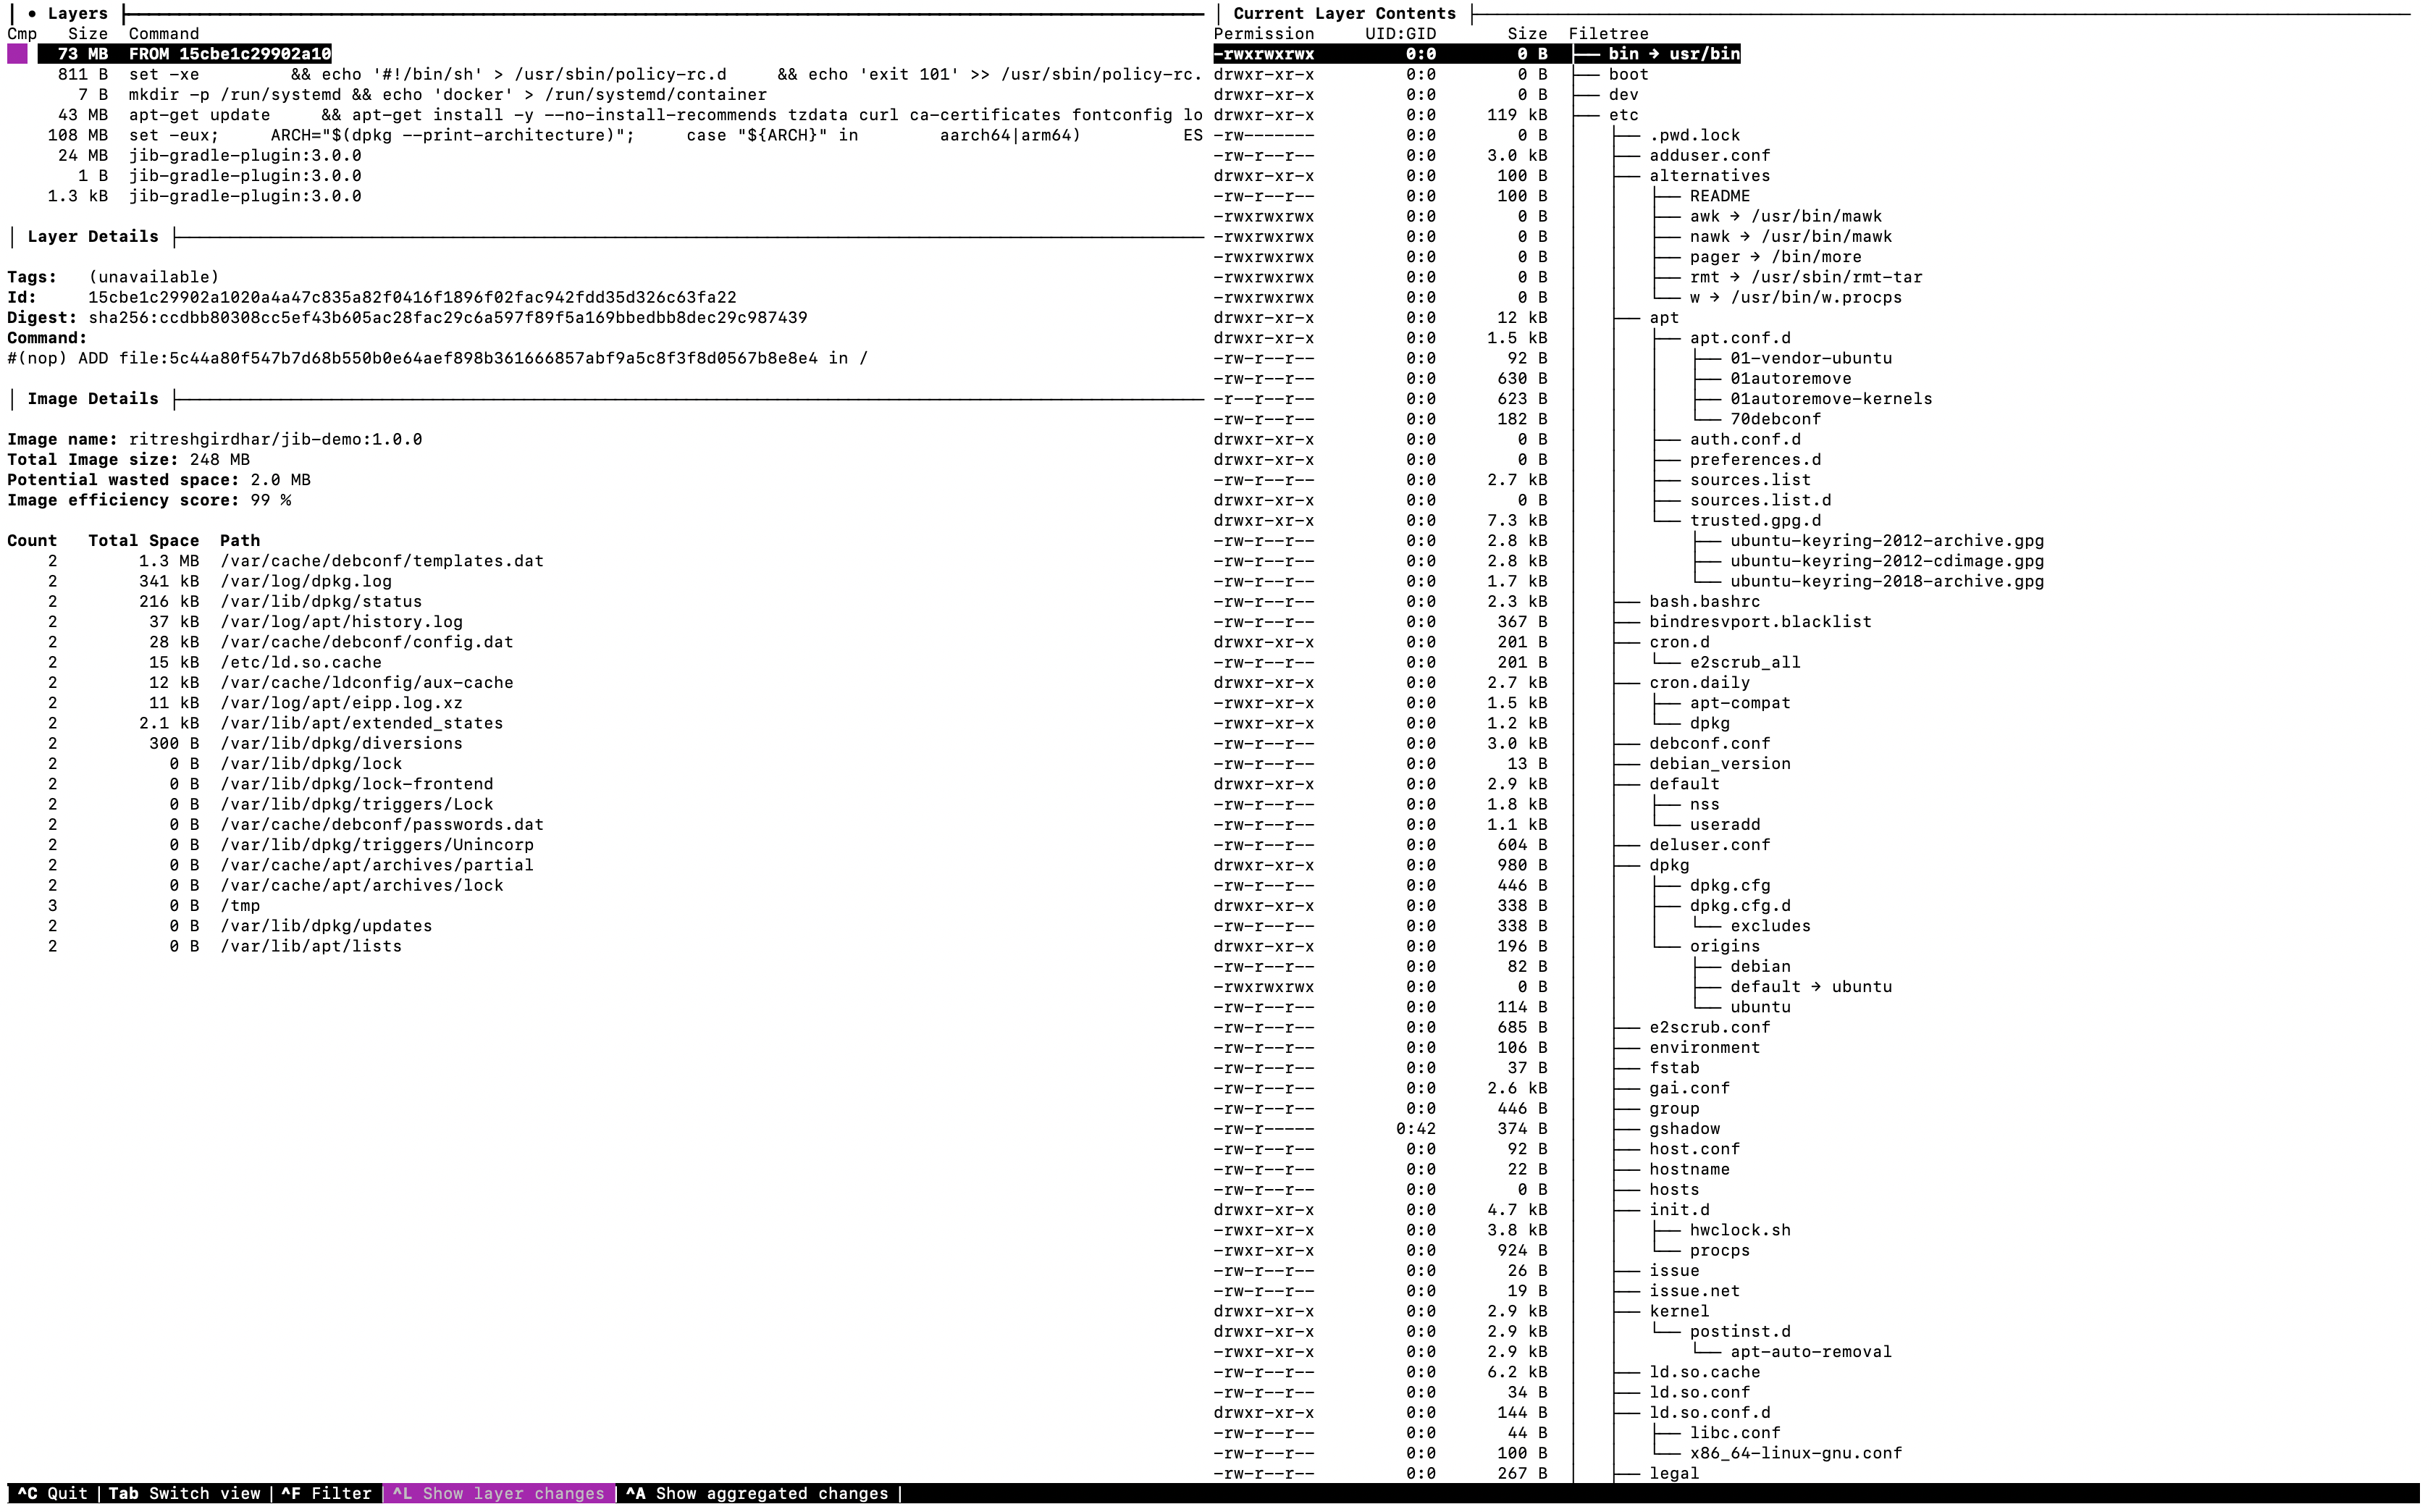 │ ● Layers ├
Cmp   Size  Command
     73 MB  FROM 15cbe1c29902a10
     811 B  set -xe         && echo '#!/bin/sh' > /usr/sbin/policy-rc.d     && echo 'exit 101' >> /usr/sbin/policy-rc.
       7 B  mkdir -p /run/systemd && echo 'docker' > /run/systemd/container
     43 MB  apt-get update     && apt-get install -y --no-install-recommends tzdata curl ca-certificates fontconfig lo
    108 MB  set -eux;     ARCH="$(dpkg --print-architecture)";     case "${ARCH}" in        aarch64|arm64)          ES
     24 MB  jib-gradle-plugin:3.0.0
       1 B  jib-gradle-plugin:3.0.0
    1.3 kB  jib-gradle-plugin:3.0.0
│ Layer Details ├
Tags:   (unavailable)
Id:     15cbe1c29902a1020a4a47c835a82f0416f1896f02fac942fdd35d326c63fa22
Digest: sha256:ccdbb80308cc5ef43b605ac28fac29c6a597f89f5a169bbedbb8dec29c987439
Command:
#(nop) ADD file:5c44a80f547b7d68b550b0e64aef898b361666857abf9a5c8f3f8d0567b8e8e4 in /
│ Image Details ├
Image name: ritreshgirdhar/jib-demo:1.0.0
Total Image size: 248 MB
Potential wasted space: 2.0 MB
Image efficiency score: 99 %
Count   Total Space  Path
    2        1.3 MB  /var/cache/debconf/templates.dat
    2        341 kB  /var/log/dpkg.log
    2        216 kB  /var/lib/dpkg/status
    2         37 kB  /var/log/apt/history.log
    2         28 kB  /var/cache/debconf/config.dat
    2         15 kB  /etc/ld.so.cache
    2         12 kB  /var/cache/ldconfig/aux-cache
    2         11 kB  /var/log/apt/eipp.log.xz
    2        2.1 kB  /var/lib/apt/extended_states
    2         300 B  /var/lib/dpkg/diversions
    2           0 B  /var/lib/dpkg/lock
    2           0 B  /var/lib/dpkg/lock-frontend
    2           0 B  /var/lib/dpkg/triggers/Lock
    2           0 B  /var/cache/debconf/passwords.dat
    2           0 B  /var/lib/dpkg/triggers/Unincorp
    2           0 B  /var/cache/apt/archives/partial
    2           0 B  /var/cache/apt/archives/lock
    3           0 B  /tmp
    2           0 B  /var/lib/dpkg/updates
    2           0 B  /var/lib/apt/lists
│ Current Layer Contents ├
Permission     UID:GID       Size  Filetree
-rwxrwxrwx         0:0        0 B  ├── bin → usr/bin
drwxr-xr-x         0:0        0 B  ├── boot
drwxr-xr-x         0:0        0 B  ├── dev
drwxr-xr-x         0:0     119 kB  ├── etc
-rw-------         0:0        0 B  │   ├── .pwd.lock
-rw-r--r--         0:0     3.0 kB  │   ├── adduser.conf
drwxr-xr-x         0:0      100 B  │   ├── alternatives
-rw-r--r--         0:0      100 B  │   │   ├── README
-rwxrwxrwx         0:0        0 B  │   │   ├── awk → /usr/bin/mawk
-rwxrwxrwx         0:0        0 B  │   │   ├── nawk → /usr/bin/mawk
-rwxrwxrwx         0:0        0 B  │   │   ├── pager → /bin/more
-rwxrwxrwx         0:0        0 B  │   │   ├── rmt → /usr/sbin/rmt-tar
-rwxrwxrwx         0:0        0 B  │   │   └── w → /usr/bin/w.procps
drwxr-xr-x         0:0      12 kB  │   ├── apt
drwxr-xr-x         0:0     1.5 kB  │   │   ├── apt.conf.d
-rw-r--r--         0:0       92 B  │   │   │   ├── 01-vendor-ubuntu
-rw-r--r--         0:0      630 B  │   │   │   ├── 01autoremove
-r--r--r--         0:0      623 B  │   │   │   ├── 01autoremove-kernels
-rw-r--r--         0:0      182 B  │   │   │   └── 70debconf
drwxr-xr-x         0:0        0 B  │   │   ├── auth.conf.d
drwxr-xr-x         0:0        0 B  │   │   ├── preferences.d
-rw-r--r--         0:0     2.7 kB  │   │   ├── sources.list
drwxr-xr-x         0:0        0 B  │   │   ├── sources.list.d
drwxr-xr-x         0:0     7.3 kB  │   │   └── trusted.gpg.d
-rw-r--r--         0:0     2.8 kB  │   │       ├── ubuntu-keyring-2012-archive.gpg
-rw-r--r--         0:0     2.8 kB  │   │       ├── ubuntu-keyring-2012-cdimage.gpg
-rw-r--r--         0:0     1.7 kB  │   │       └── ubuntu-keyring-2018-archive.gpg
-rw-r--r--         0:0     2.3 kB  │   ├── bash.bashrc
-rw-r--r--         0:0      367 B  │   ├── bindresvport.blacklist
drwxr-xr-x         0:0      201 B  │   ├── cron.d
-rw-r--r--         0:0      201 B  │   │   └── e2scrub_all
drwxr-xr-x         0:0     2.7 kB  │   ├── cron.daily
-rwxr-xr-x         0:0     1.5 kB  │   │   ├── apt-compat
-rwxr-xr-x         0:0     1.2 kB  │   │   └── dpkg
-rw-r--r--         0:0     3.0 kB  │   ├── debconf.conf
-rw-r--r--         0:0       13 B  │   ├── debian_version
drwxr-xr-x         0:0     2.9 kB  │   ├── default
-rw-r--r--         0:0     1.8 kB  │   │   ├── nss
-rw-r--r--         0:0     1.1 kB  │   │   └── useradd
-rw-r--r--         0:0      604 B  │   ├── deluser.conf
drwxr-xr-x         0:0      980 B  │   ├── dpkg
-rw-r--r--         0:0      446 B  │   │   ├── dpkg.cfg
drwxr-xr-x         0:0      338 B  │   │   ├── dpkg.cfg.d
-rw-r--r--         0:0      338 B  │   │   │   └── excludes
drwxr-xr-x         0:0      196 B  │   │   └── origins
-rw-r--r--         0:0       82 B  │   │       ├── debian
-rwxrwxrwx         0:0        0 B  │   │       ├── default → ubuntu
-rw-r--r--         0:0      114 B  │   │       └── ubuntu
-rw-r--r--         0:0      685 B  │   ├── e2scrub.conf
-rw-r--r--         0:0      106 B  │   ├── environment
-rw-r--r--         0:0       37 B  │   ├── fstab
-rw-r--r--         0:0     2.6 kB  │   ├── gai.conf
-rw-r--r--         0:0      446 B  │   ├── group
-rw-r-----        0:42      374 B  │   ├── gshadow
-rw-r--r--         0:0       92 B  │   ├── host.conf
-rw-r--r--         0:0       22 B  │   ├── hostname
-rw-r--r--         0:0        0 B  │   ├── hosts
drwxr-xr-x         0:0     4.7 kB  │   ├── init.d
-rwxr-xr-x         0:0     3.8 kB  │   │   ├── hwclock.sh
-rwxr-xr-x         0:0      924 B  │   │   └── procps
-rw-r--r--         0:0       26 B  │   ├── issue
-rw-r--r--         0:0       19 B  │   ├── issue.net
drwxr-xr-x         0:0     2.9 kB  │   ├── kernel
drwxr-xr-x         0:0     2.9 kB  │   │   └── postinst.d
-rwxr-xr-x         0:0     2.9 kB  │   │       └── apt-auto-removal
-rw-r--r--         0:0     6.2 kB  │   ├── ld.so.cache
-rw-r--r--         0:0       34 B  │   ├── ld.so.conf
drwxr-xr-x         0:0      144 B  │   ├── ld.so.conf.d
-rw-r--r--         0:0       44 B  │   │   ├── libc.conf
-rw-r--r--         0:0      100 B  │   │   └── x86_64-linux-gnu.conf
-rw-r--r--         0:0      267 B  │   ├── legal
|^C Quit|Tab Switch view|^F Filter|^L Show layer changes|^A Show aggregated changes|